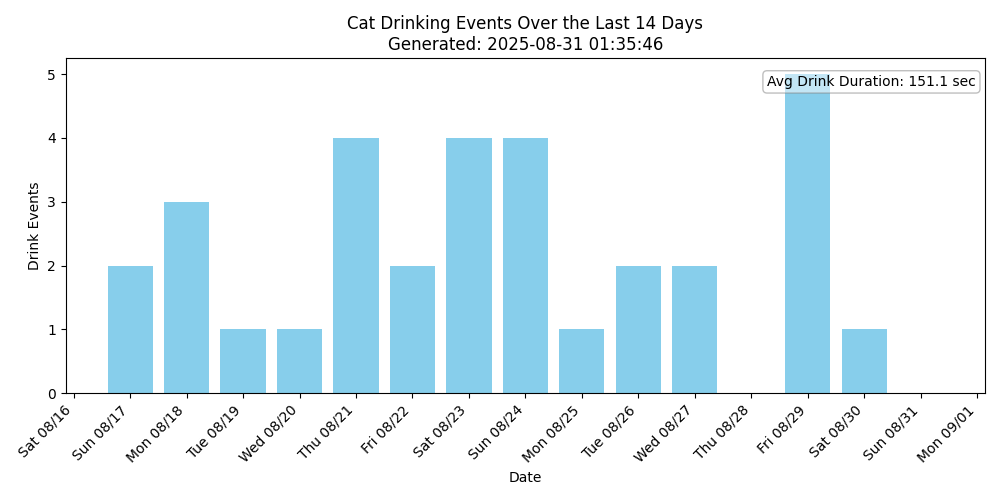 Cat Drinking Events Over the Last 14 Days
Generated: 2025-08-31 01:35:46
Avg Drink Duration: 151.1 sec
Drink Events
5
4
3
2
1
0
Sat 08/16
Sun 08/17
Mon 08/18
Tue 08/19
Wed 08/20
Thu 08/21
Fri 08/22
Sat 08/23
Sun 08/24
Mon 08/25
Tue 08/26
Wed 08/27
Thu 08/28
Fri 08/29
Sat 08/30
Sun 08/31
Mon 09/01
Date